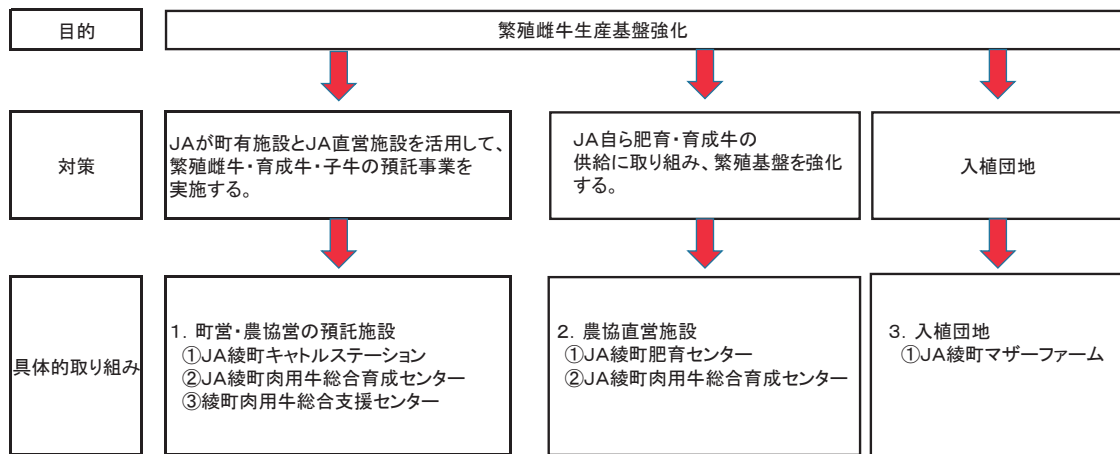 目的
繁殖雌牛生産基盤強化
対策
JAが町有施設とJA直営施設を活用して、
繁殖雌牛・育成牛・子牛の預託事業を
実施する。
JA自ら肥育・育成牛の
供給に取り組み、繁殖基盤を強化
する。
入植団地
具体的取り組み
1．町営・農協営の預託施設
①JA綾町キャトルステーション
②JA綾町肉用牛総合育成センター
③綾町肉用牛総合支援センター
2．農協直営施設
①JA綾町肥育センター
②JA綾町肉用牛総合育成センター
3．入植団地
①JA綾町マザーファーム